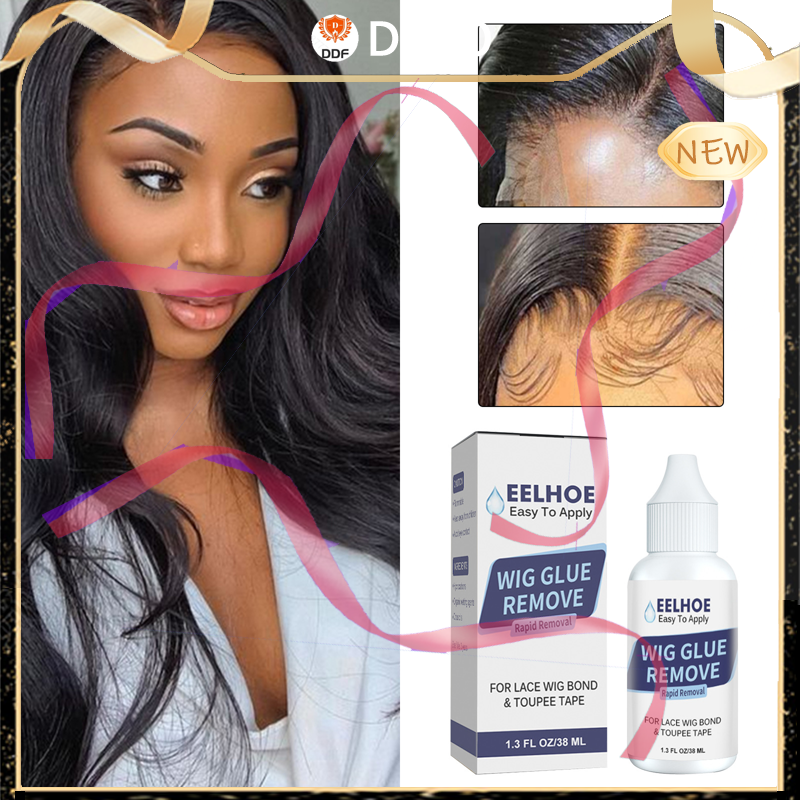 D
DDF
D
NEW
EELHOE
Easy To Apply
WIG GLUE
REMOVE
Rapid Removal
FOR LACE WIG BOND
& TOUPEE TAPE
1.3 FL OZ/38 ML
EELHOE
Easy To Apply
WIG GLUE
REMOVE
Rapid Removal
FOR LACE WIG BOND
& TOUPEE TAPE
1.3 FL OZ/38 ML